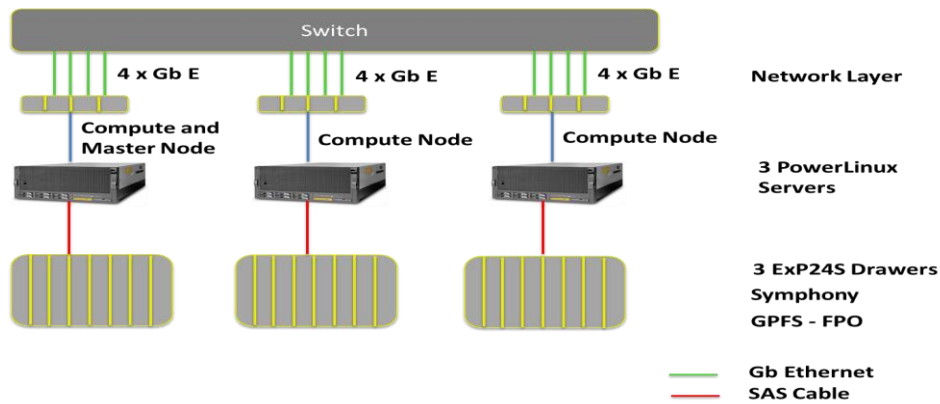 Switch
4 x Gb E
4 x Gb E
4 x Gb E
Network Layer
Compute and
Master Node
Compute Node
Compute Node
3 PowerLinux
Servers
3 ExP24S Drawers
Symphony
GPFS - FPO
Gb Ethernet
SAS Cable